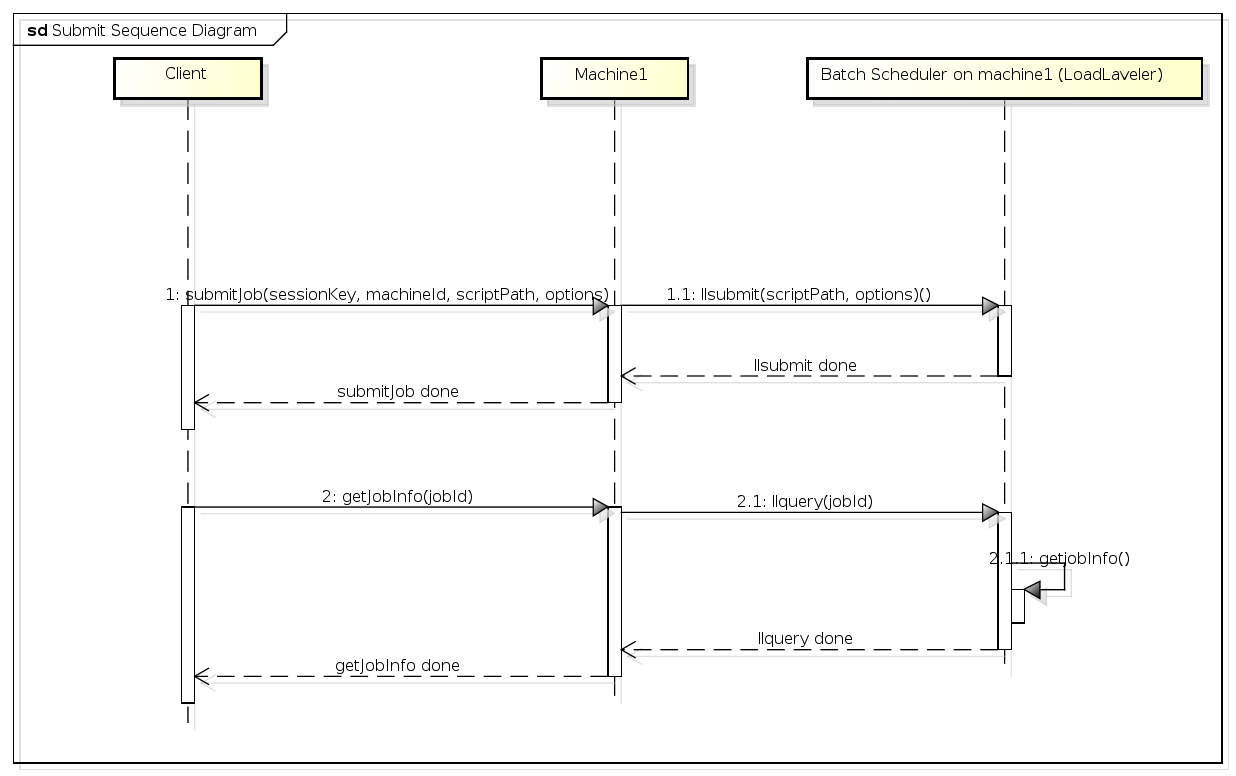 sd Submit Sequence Diagram
Client
Machine1
Batch Scheduler on machine1 (LoadLaveler)
1: submitJob(sessionKey, machineId, scriptPath, options)
1.1: llsubmit(scriptPath, options)()
llsubmit done
submitJob done
2: getJobInfo(jobId)
2.1: llquery(jobId)
2.1.1: getjobInfo()
llquery done
getJobInfo done